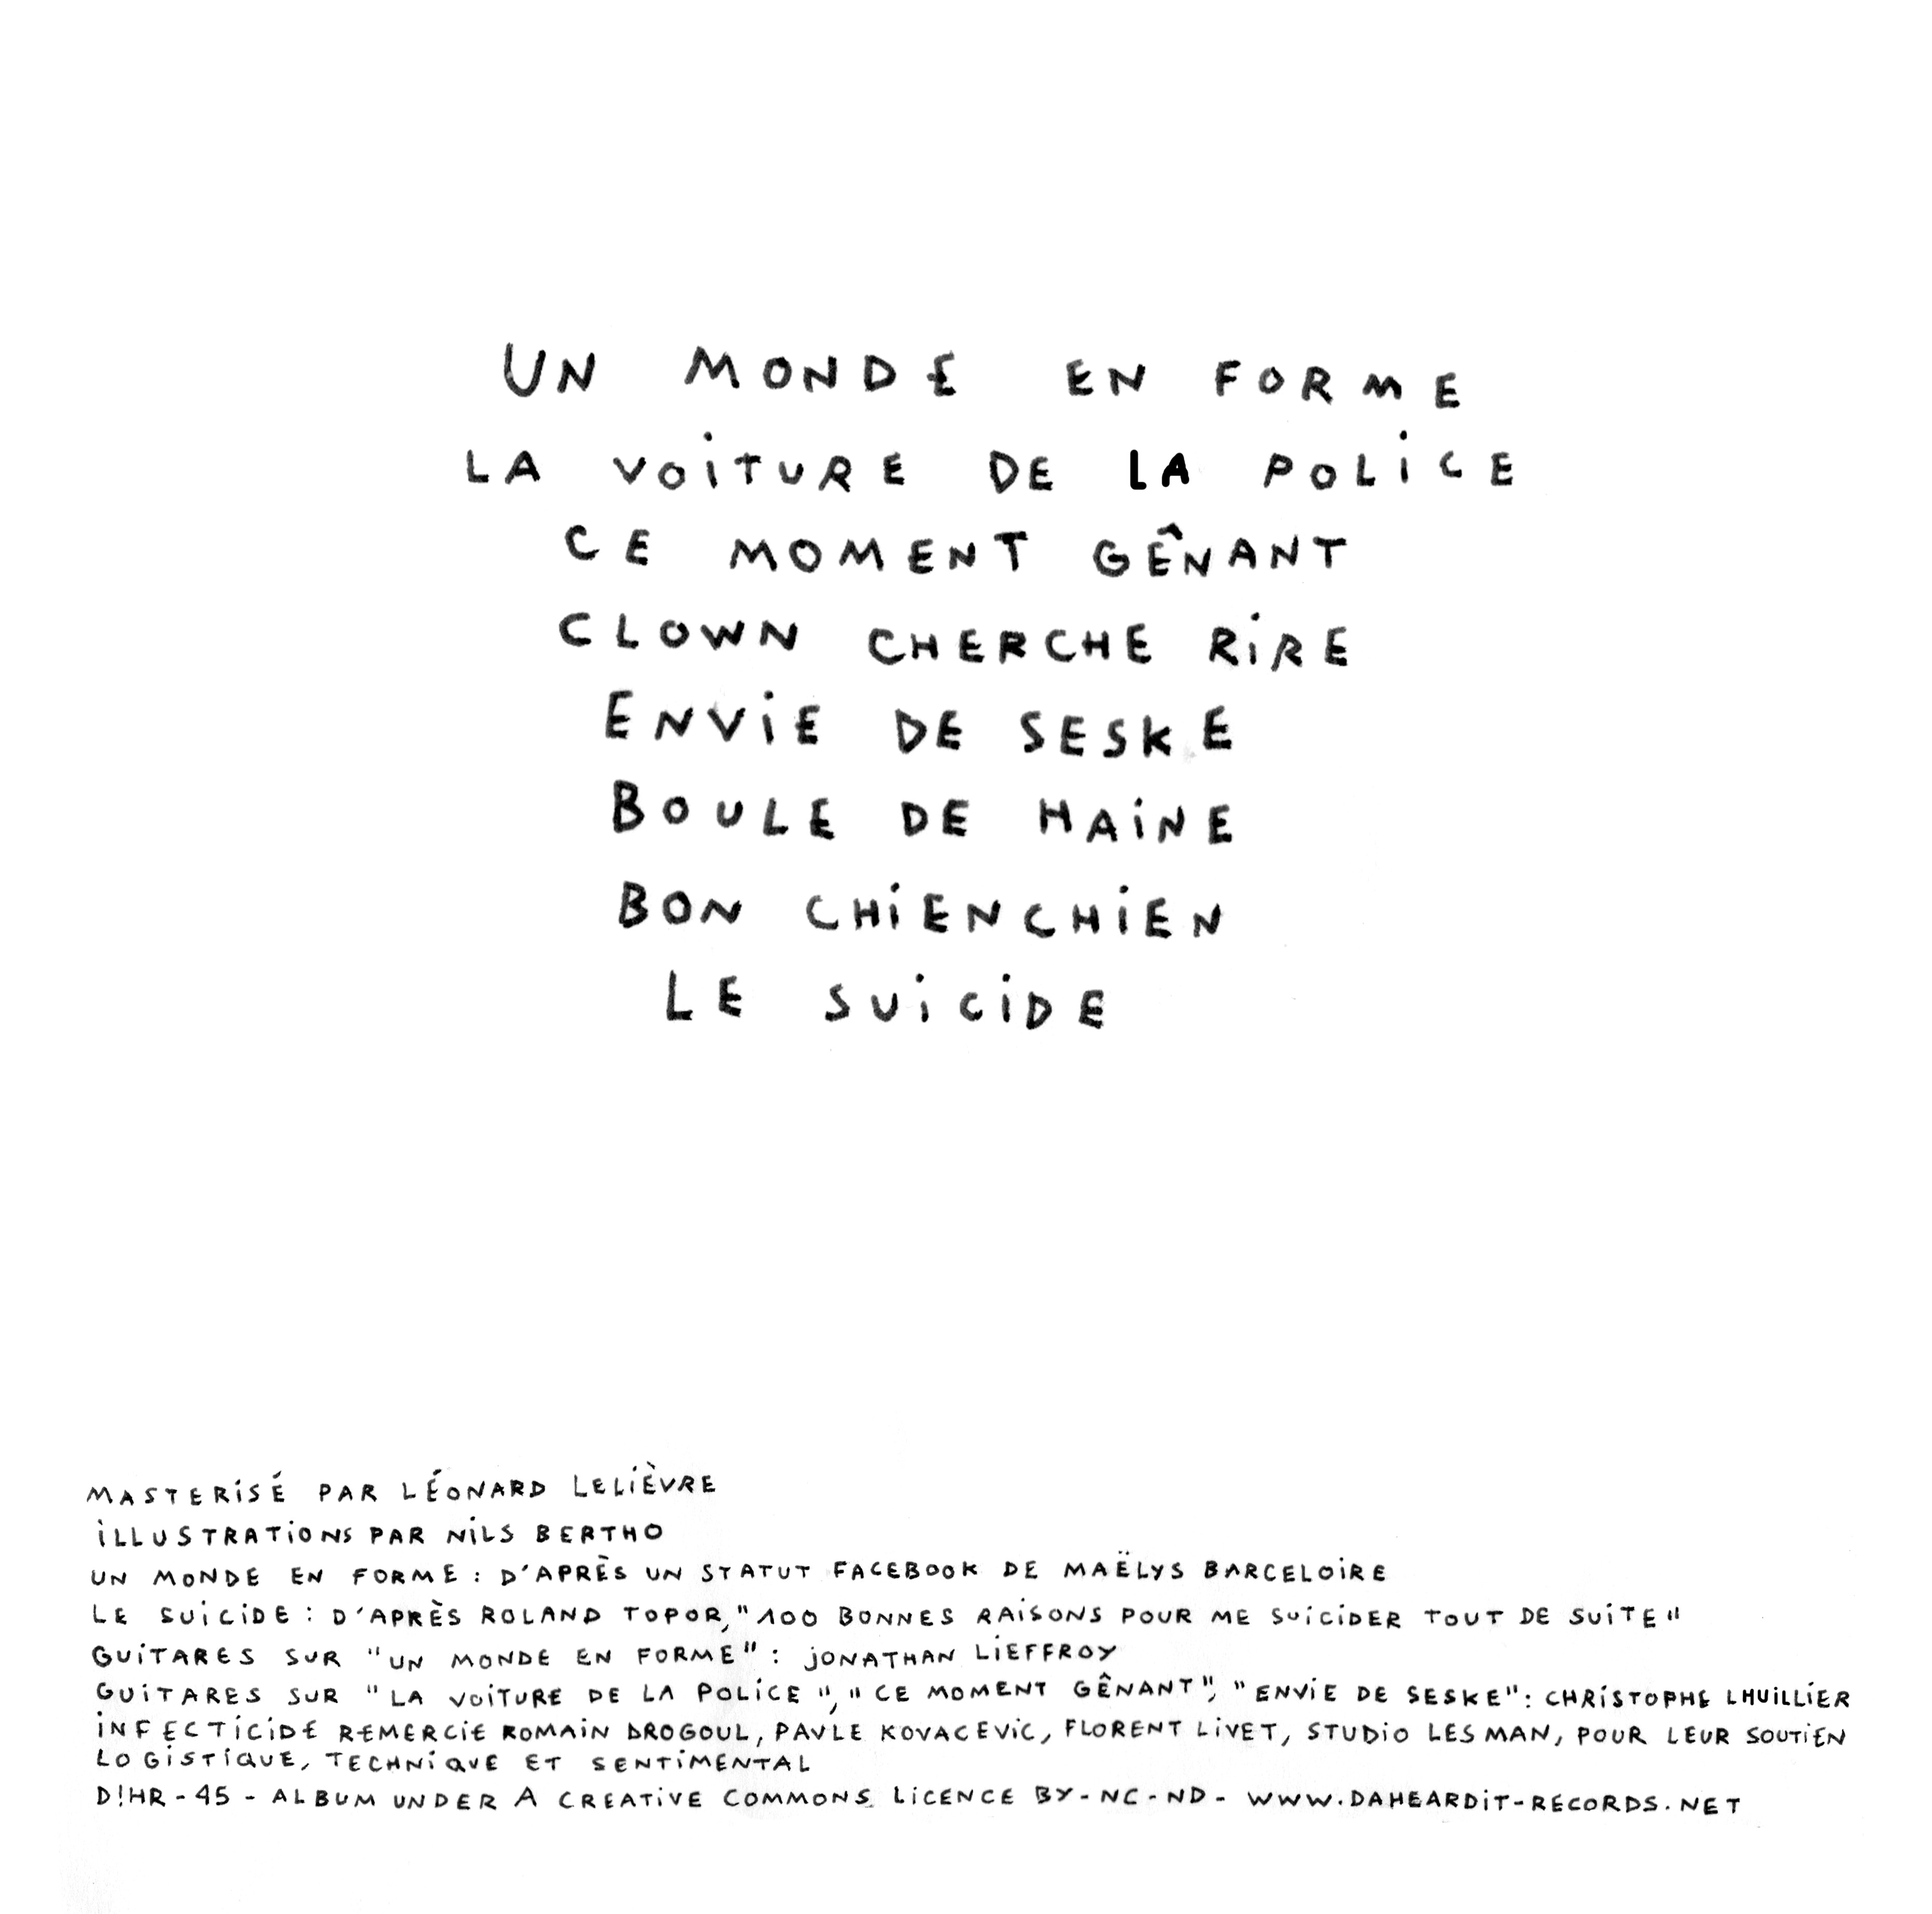 UN MONDE EN FORME
LA VOiTURE DE LA POLiCE
CE MOMENT GÊNANT
CLOWN CHERCHE RiRE
ENViE DE SESKE
BOULE DE HAiNE
BON CHiENCHiEN
LE SUiCiDE
MASTERiSÉ PAR LÉONARD LELiÈVRE
iLLUSTRATiONS PAR NiLS BERTHO
UN MONDE EN FORME : D'APRÈS UN STATUT FACEBOOK DE MAËLYS BARCELOiRE
LE SUiCiDE : D'APRÈS ROLAND TOPOR, "100 BONNES RAiSONS POUR ME SUiCiDER TOUT DE SUiTE"
GUiTARES SUR "UN MONDE EN FORME" : JONATHAN LiEFFROY
GUiTARES SUR "LA VOiTURE DE LA POLiCE", "CE MOMENT GÊNANT", "ENViE DE SESKE" : CHRiSTOPHE LHUiLLiER
iNFECTiCiDE REMERCiE ROMAiN DROGOUL, PAVLE KOVACEViC, FLORENT LiVET, STUDiO LES MAN, POUR LEUR SOUTiEN
LOGiSTiQUE, TECHNiQUE ET SENTiMENTAL
D!HR - 45 - ALBUM UNDER A CREATiVE COMMONS LiCENCE BY-NC-ND - WWW.DAHEARDiT-RECORDS.NET